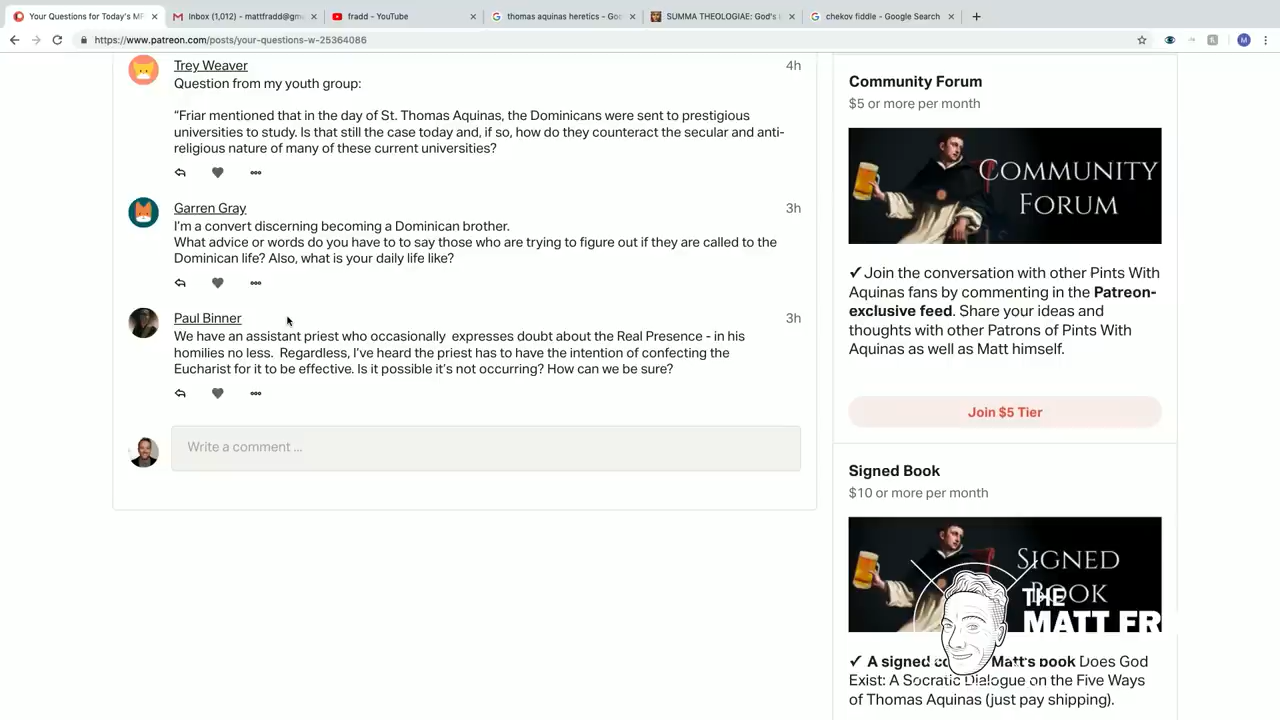 Your Questions for Today's MF
Inbox (1,012) - mattfradd@gm
fradd - YouTube
thomas aquinas heretics - Goo
SUMMA THEOLOGIAE: God's
chekov fiddle - Google Search
https://www.patreon.com/posts/your-questions-w-25364086
M
Trey Weaver
4h
Question from my youth group:
“Friar mentioned that in the day of St. Thomas Aquinas, the Dominicans were sent to prestigious
universities to study. Is that still the case today and, if so, how do they counteract the secular and anti-
religious nature of many of these current universities?
Garren Gray
3h
I’m a convert discerning becoming a Dominican brother.
What advice or words do you have to to say those who are trying to figure out if they are called to the
Dominican life? Also, what is your daily life like?
Paul Binner
3h
We have an assistant priest who occasionally expresses doubt about the Real Presence - in his
homilies no less. Regardless, I’ve heard the priest has to have the intention of confecting the
Eucharist for it to be effective. Is it possible it’s not occurring? How can we be sure?
Write a comment ...
Community Forum
$5 or more per month
COMMUNITY
FORUM
✓Join the conversation with other Pints With
Aquinas fans by commenting in the Patreon-
exclusive feed. Share your ideas and
thoughts with other Patrons of Pints With
Aquinas as well as Matt himself.
Join $5 Tier
Signed Book
$10 or more per month
SIGNED
BOOK
THE
MATT FR
✓ A signed Matt's book Does God
Exist: A Socratic Dialogue on the Five Ways
of Thomas Aquinas (just pay shipping).